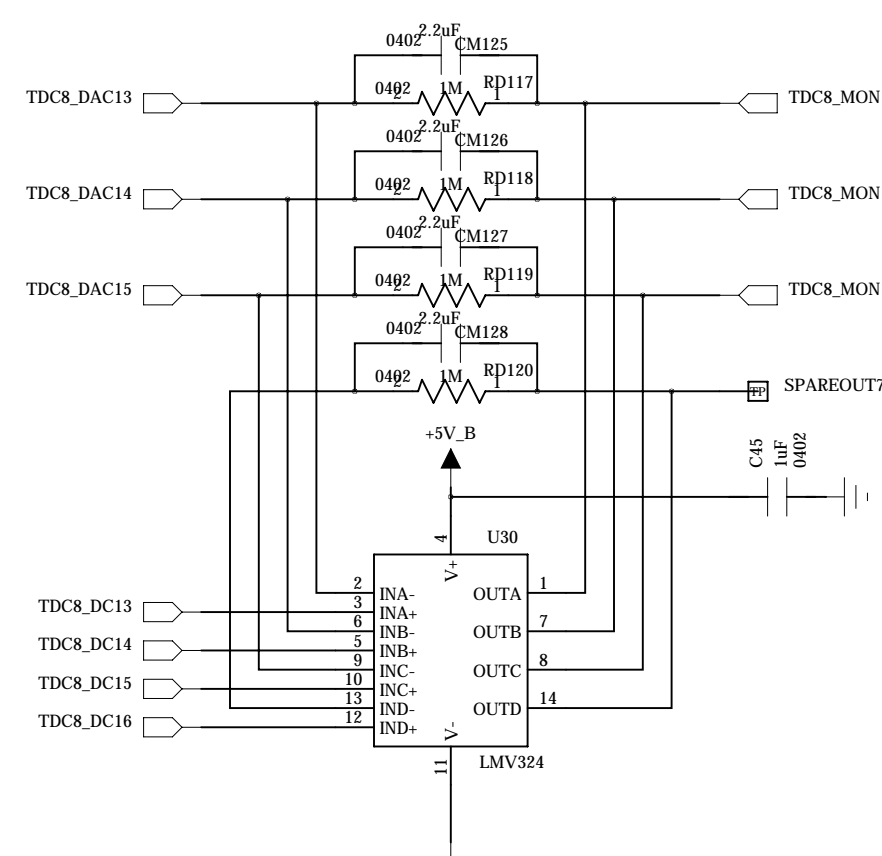 2.2uF
0402 CM125
TDC8_DAC13 0402 2 1M 1 RD117 TDC8_MON
2.2uF
0402 CM126
TDC8_DAC14 0402 2 1M 1 RD118 TDC8_MON
2.2uF
0402 CM127
TDC8_DAC15 0402 2 1M 1 RD119 TDC8_MON
2.2uF
0402 CM128
0402 2 1M 1 RD120
TP SPAREOUT7
+5V_B
C45
1uF
0402
4 U30
V+
2 INA- OUTA 1
TDC8_DC13 3 INA+
6 INB- OUTB 7
TDC8_DC14 5 INB+
9 INC- OUTC 8
TDC8_DC15 10 INC+
13 IND- OUTD 14
TDC8_DC16 12 IND+
V-
11 LMV324